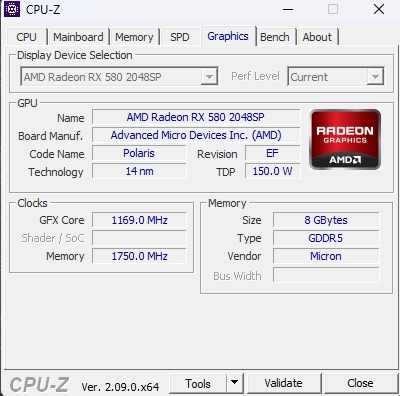 CPU-Z
CPU Mainboard Memory SPD Graphics Bench About
Display Device Selection
AMD Radeon RX 580 2048SP Perf Level Current
GPU
Name AMD Radeon RX 580 2048SP
Board Manuf. Advanced Micro Devices Inc. (AMD)
Code Name Polaris Revision EF
Technology 14 nm TDP 150.0 W
RADEON
GRAPHICS
AMD
Clocks
GFX Core 1169.0 MHz
Shader / SoC
Memory 1750.0 MHz
Memory
Size 8 GBytes
Type GDDR5
Vendor Micron
Bus Width
CPU-Z Ver. 2.09.0.x64 Tools Validate Close